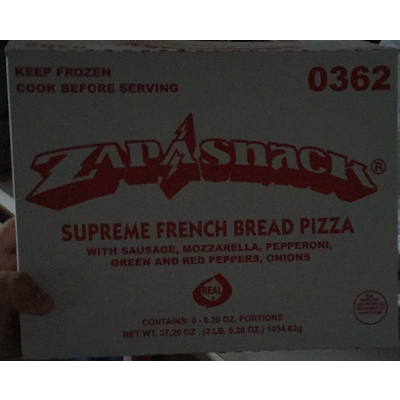 KEEP FROZEN
COOK BEFORE SERVING
0362
ZAPASNACK®
SUPREME FRENCH BREAD PIZZA
WITH SAUSAGE, MOZZARELLA, PEPPERONI,
GREEN AND RED PEPPERS, ONIONS
REAL®
CONTAINS: 6 - 6.20 OZ. PORTIONS
NET WT. 37.20 OZ. (2 LB. 5.20 OZ.) 1054.62g